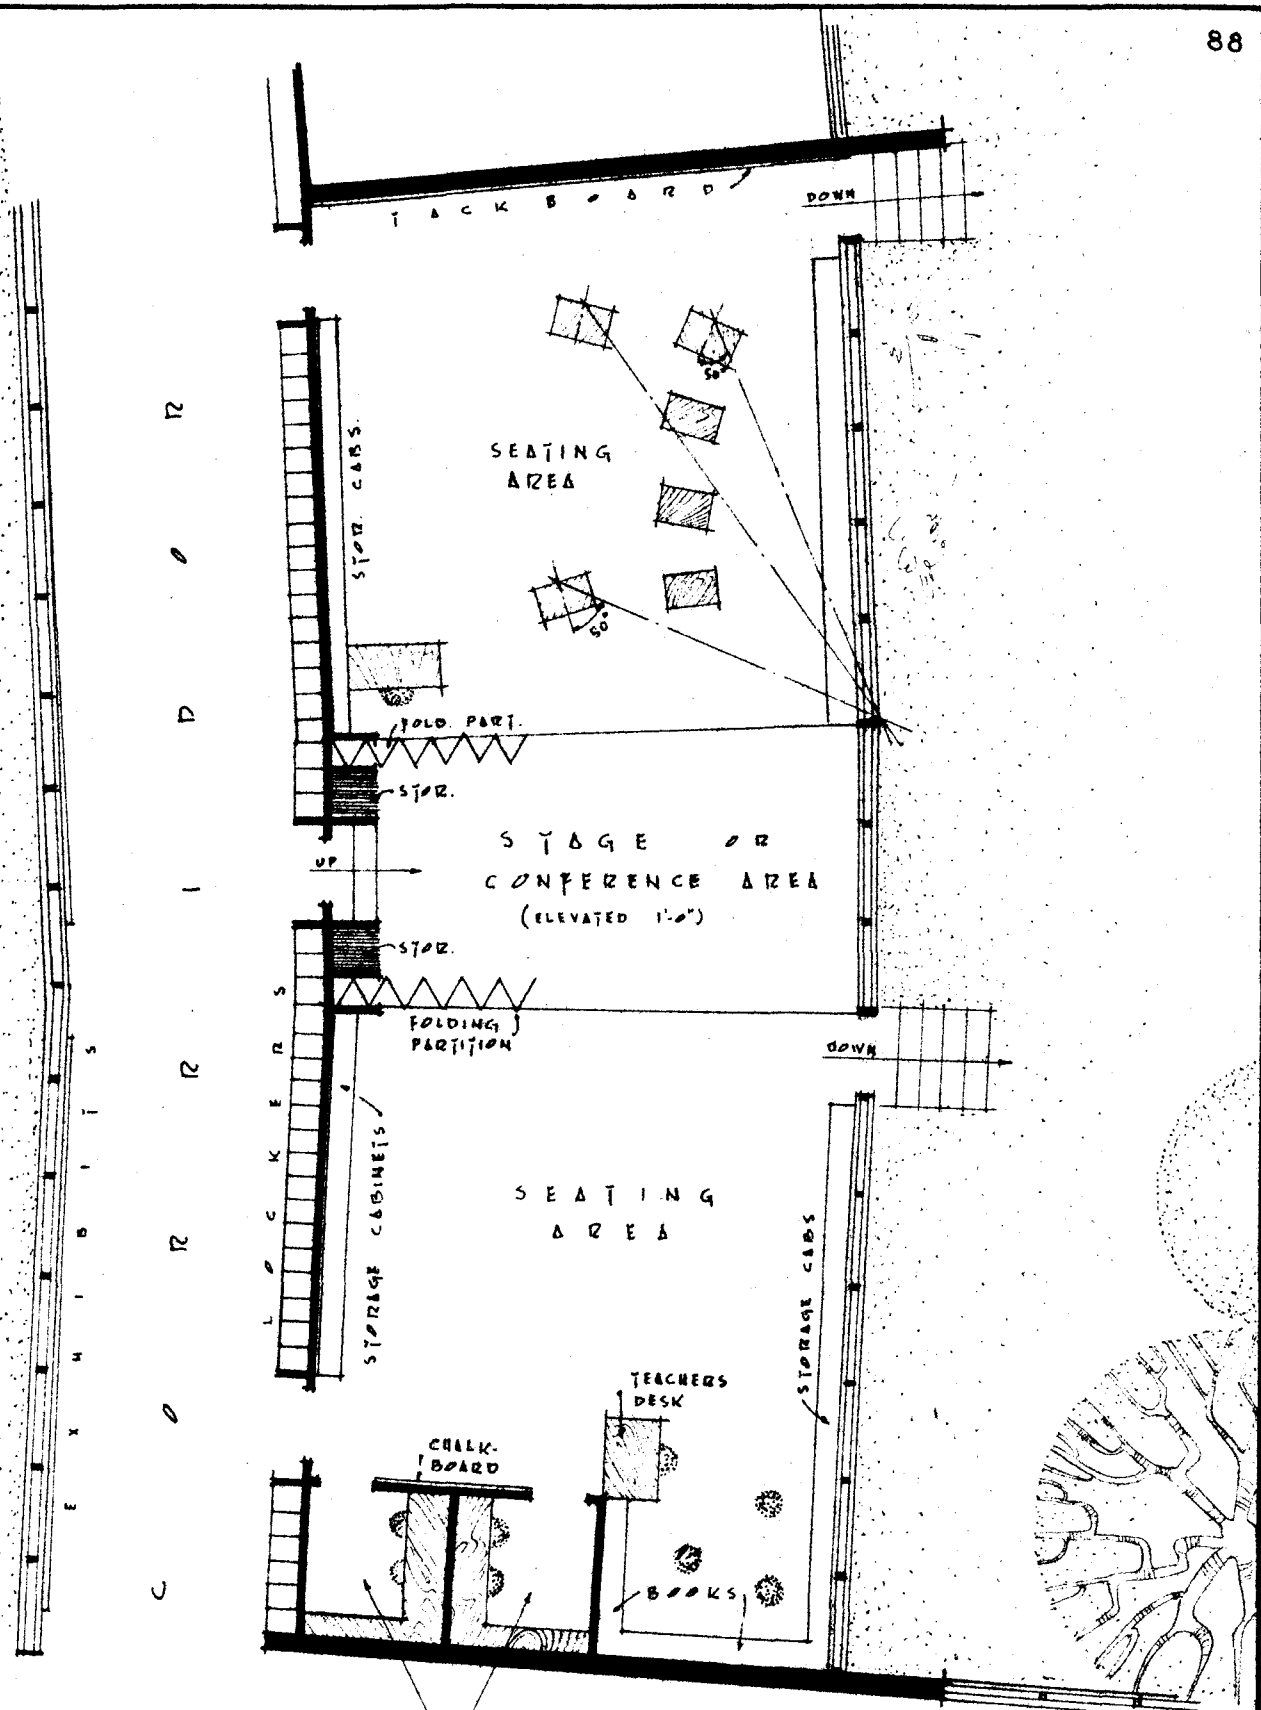 88
TACKBOARD
DOWN
50°
SEATING
AREA
STOR. CABS.
50°
FOLD. PART.
STOR.
STAGE OR
CONFERENCE AREA
(ELEVATED 1'-0")
UP
STOR.
FOLDING
PARTITION
DOWN
LOCKERS
STORAGE CABINETS
SEATING
AREA
STORAGE CABS
TEACHERS
DESK
CHALK-
BOARD
BOOKS
CORRIDOR
EXHIBITS